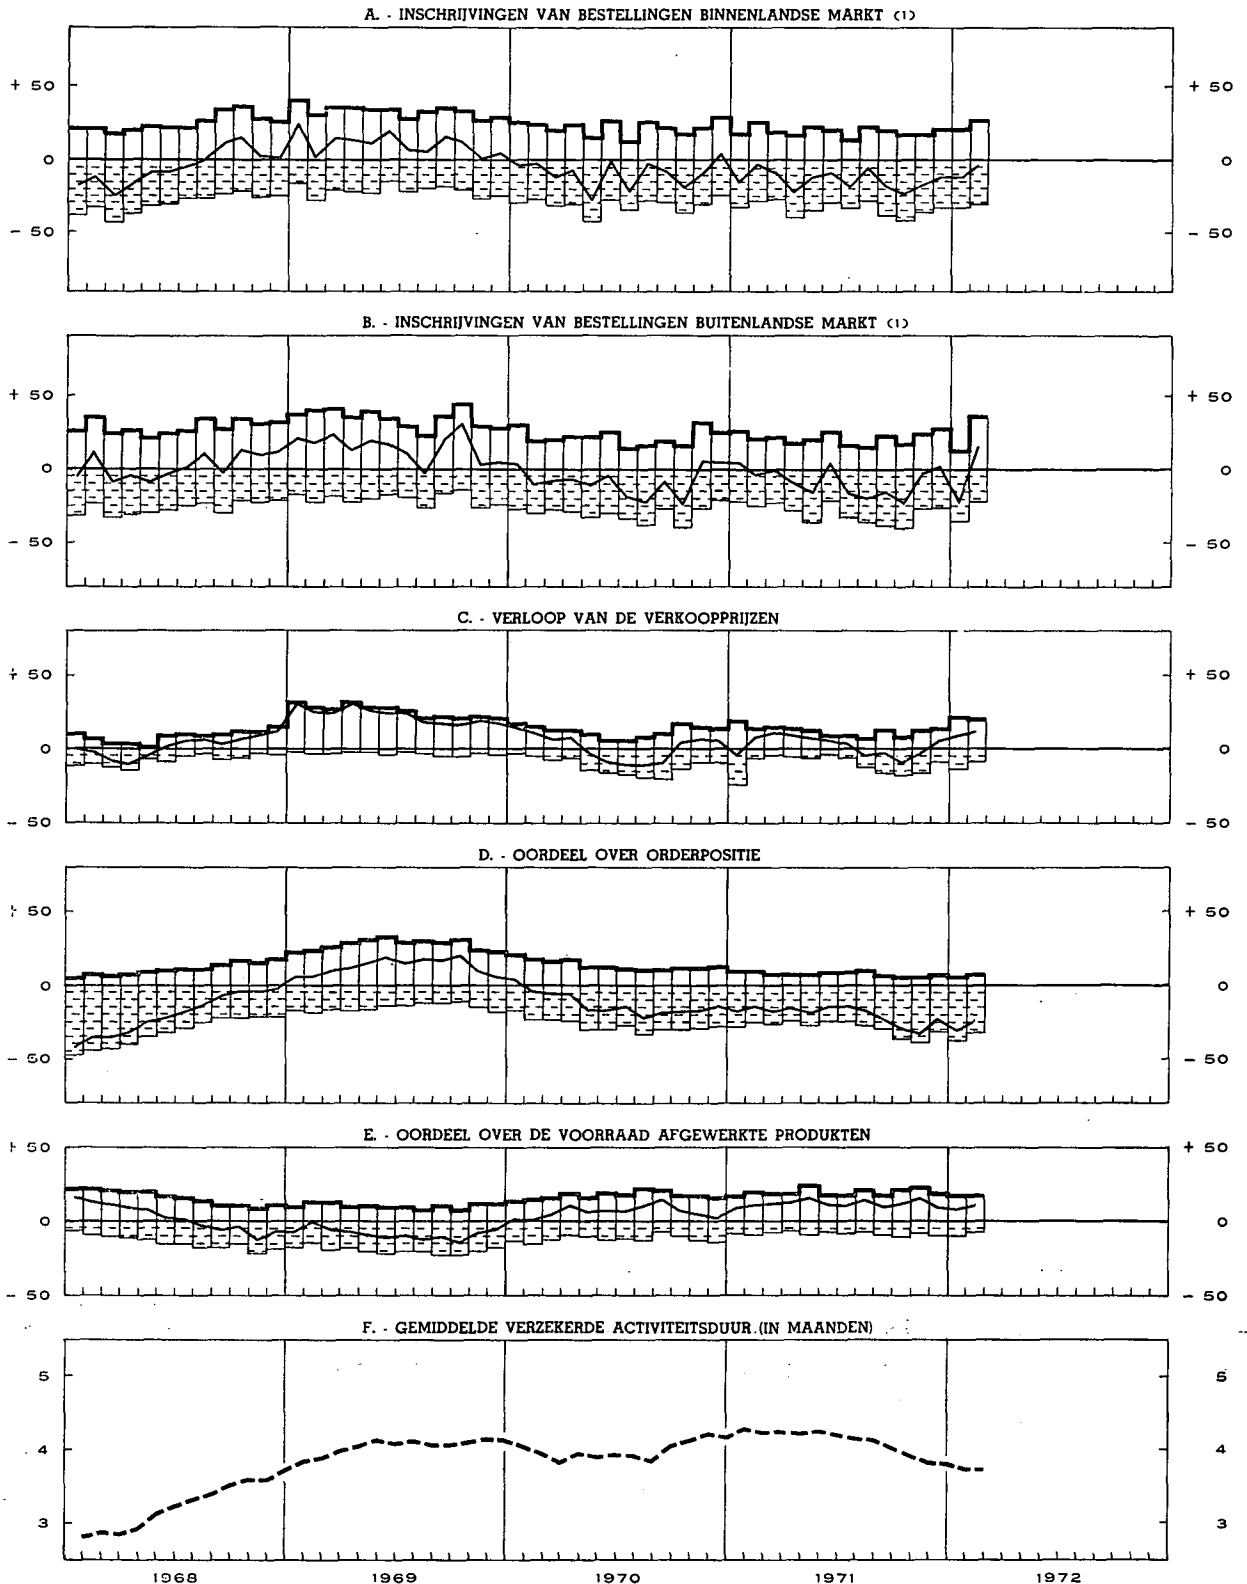 A. - INSCHRIJVINGEN VAN BESTELLINGEN BINNENLANDSE MARKT (1)
+ 50 + 50
0 0
- 50 - 50
B. - INSCHRIJVINGEN VAN BESTELLINGEN BUITENLANDSE MARKT (1)
+ 50 + 50
0 0
- 50 - 50
C. - VERLOOP VAN DE VERKOOPPRIJZEN
+ 50 + 50
0 0
- 50 - 50
D. - OORDEEL OVER ORDERPOSITIE
+ 50 + 50
0 0
- 50 - 50
E. - OORDEEL OVER DE VOORRAAD AFGEWERKTE PRODUKTEN
+ 50 + 50
0 0
- 50 - 50
F. - GEMIDDELDE VERZEKERDE ACTIVITEITSDUUR (IN MAANDEN)
5 5
4 4
3 3
1968 1969 1970 1971 1972